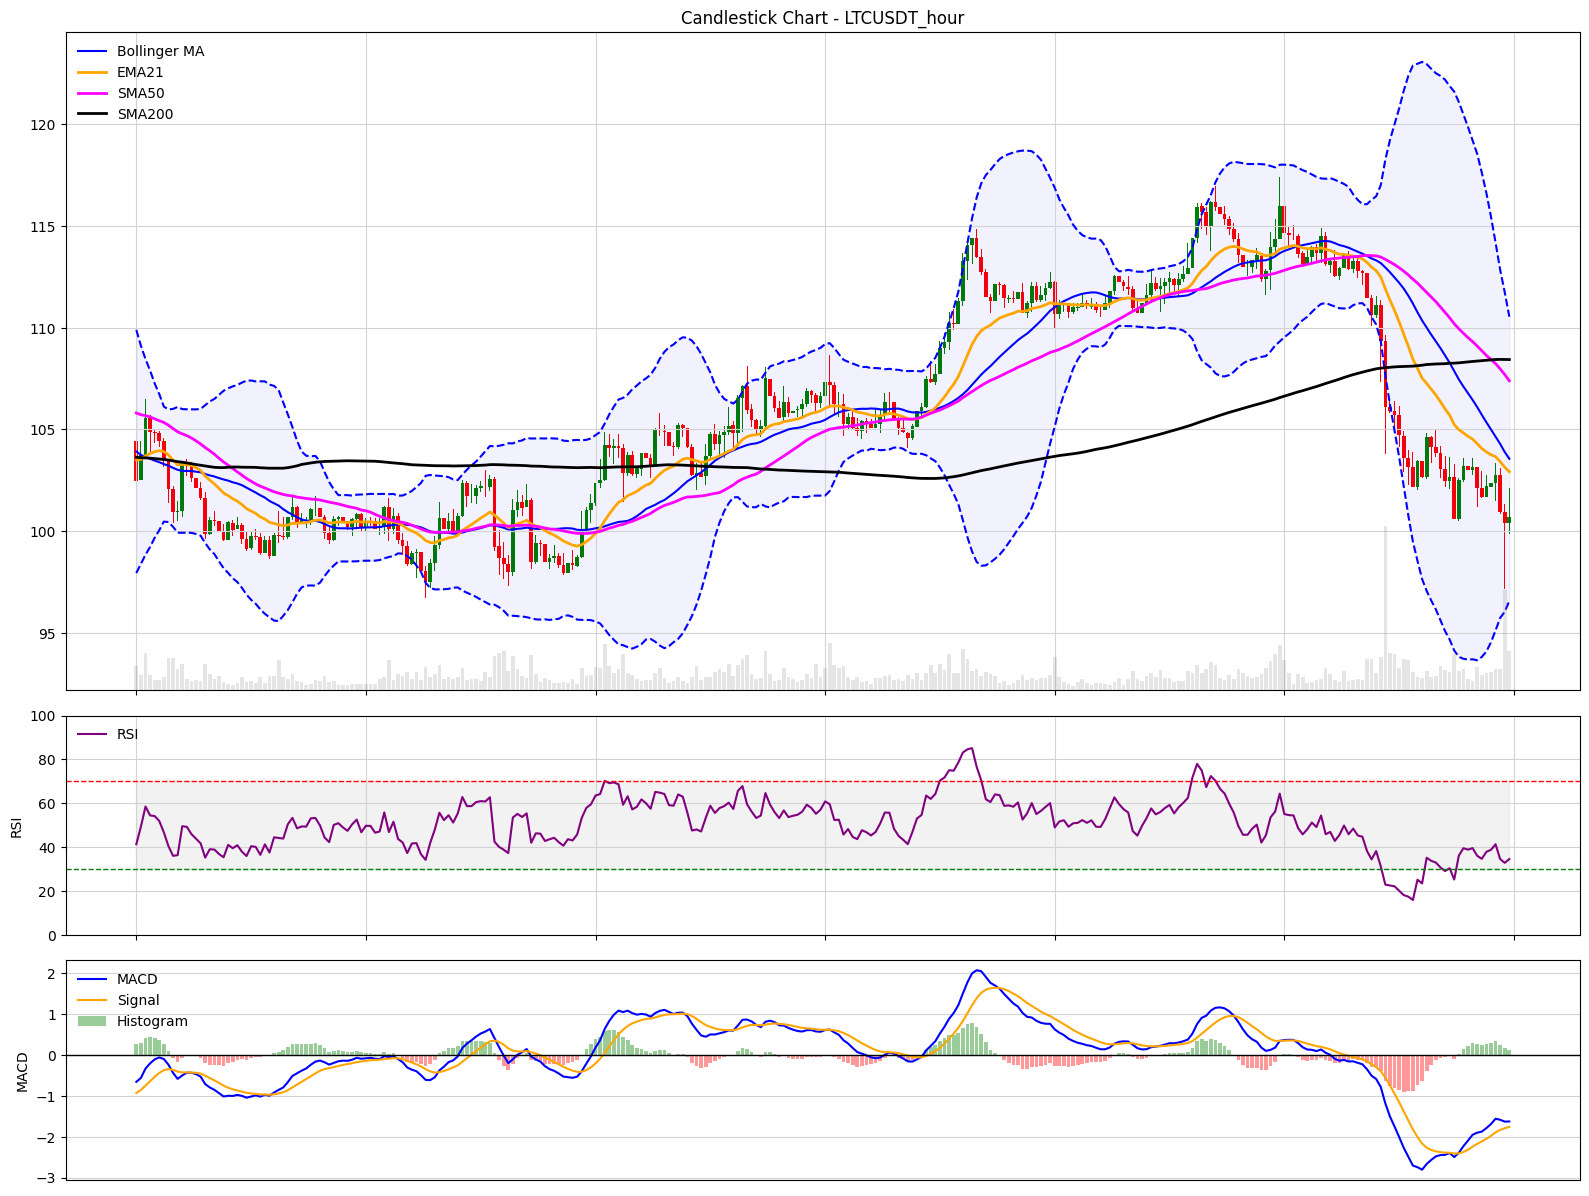 Candlestick Chart - LTCUSDT_hour
Bollinger MA
EMA21
SMA50
SMA200
120
115
110
105
100
95
RSI
100
80
60
40
20
0
RSI
MACD
Signal
Histogram
2
1
0
−1
−2
−3
MACD